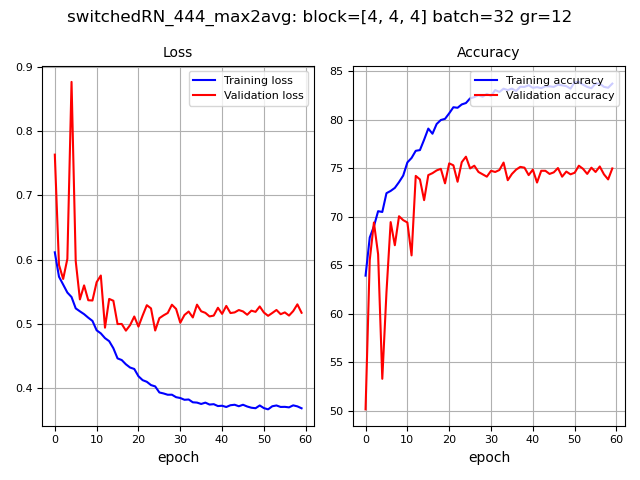 switchedRN_444_max2avg: block=[4, 4, 4] batch=32 gr=12
Loss
Training loss
Validation loss
0.9
0.8
0.7
0.6
0.5
0.4
0 10 20 30 40 50 60
epoch
Accuracy
Training accuracy
Validation accuracy
85
80
75
70
65
60
55
50
0 10 20 30 40 50 60
epoch